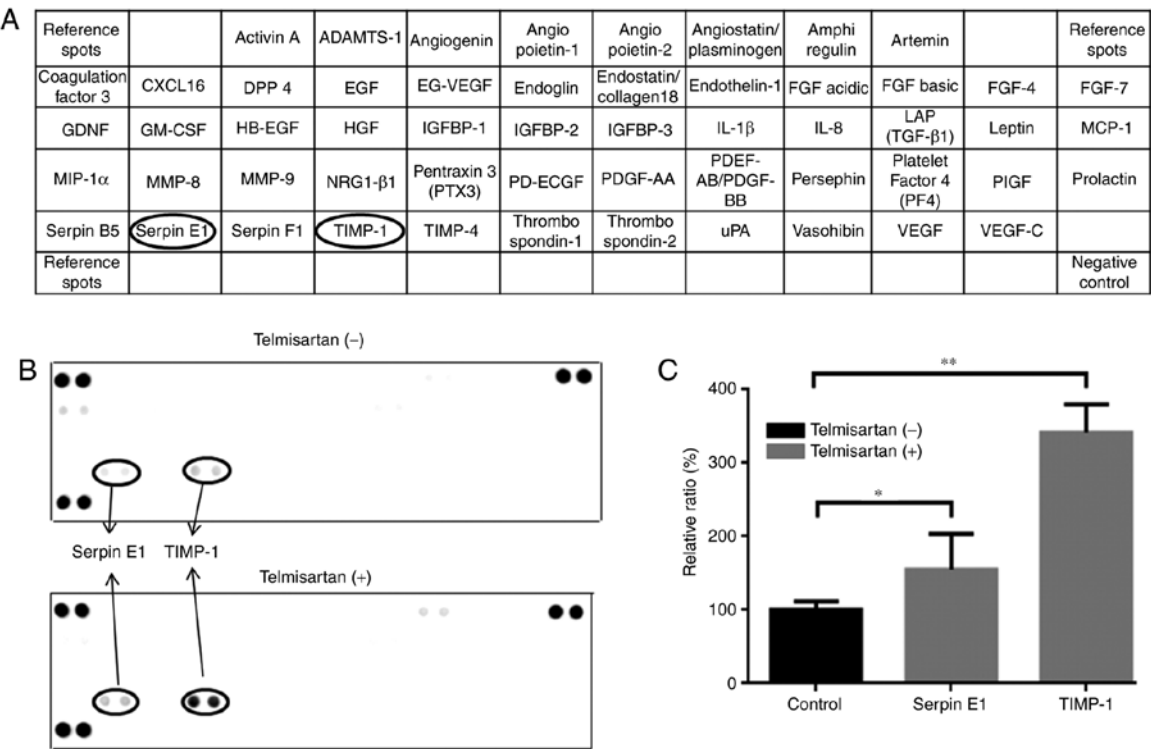 A
Reference spots
Activin A
ADAMTS-1
Angiogenin
Angio poietin-1
Angio poietin-2
Angiostatin/ plasminogen
Amphi regulin
Artemin
Reference spots
Coagulation factor 3
CXCL16
DPP 4
EGF
EG-VEGF
Endoglin
Endostatin/ collagen18
Endothelin-1
FGF acidic
FGF basic
FGF-4
FGF-7
GDNF
GM-CSF
HB-EGF
HGF
IGFBP-1
IGFBP-2
IGFBP-3
IL-1β
IL-8
LAP (TGF-β1)
Leptin
MCP-1
MIP-1α
MMP-8
MMP-9
NRG1-β1
Pentraxin 3 (PTX3)
PD-ECGF
PDGF-AA
PDEF- AB/PDGF- BB
Persephin
Platelet Factor 4 (PF4)
PIGF
Prolactin
Serpin B5
Serpin E1
Serpin F1
TIMP-1
TIMP-4
Thrombo spondin-1
Thrombo spondin-2
uPA
Vasohibin
VEGF
VEGF-C
Reference spots
Negative control
B
Telmisartan (−)
Serpin E1
TIMP-1
Telmisartan (+)
C
**
*
Telmisartan (−)
Telmisartan (+)
Relative ratio (%)
400
300
200
100
0
Control
Serpin E1
TIMP-1